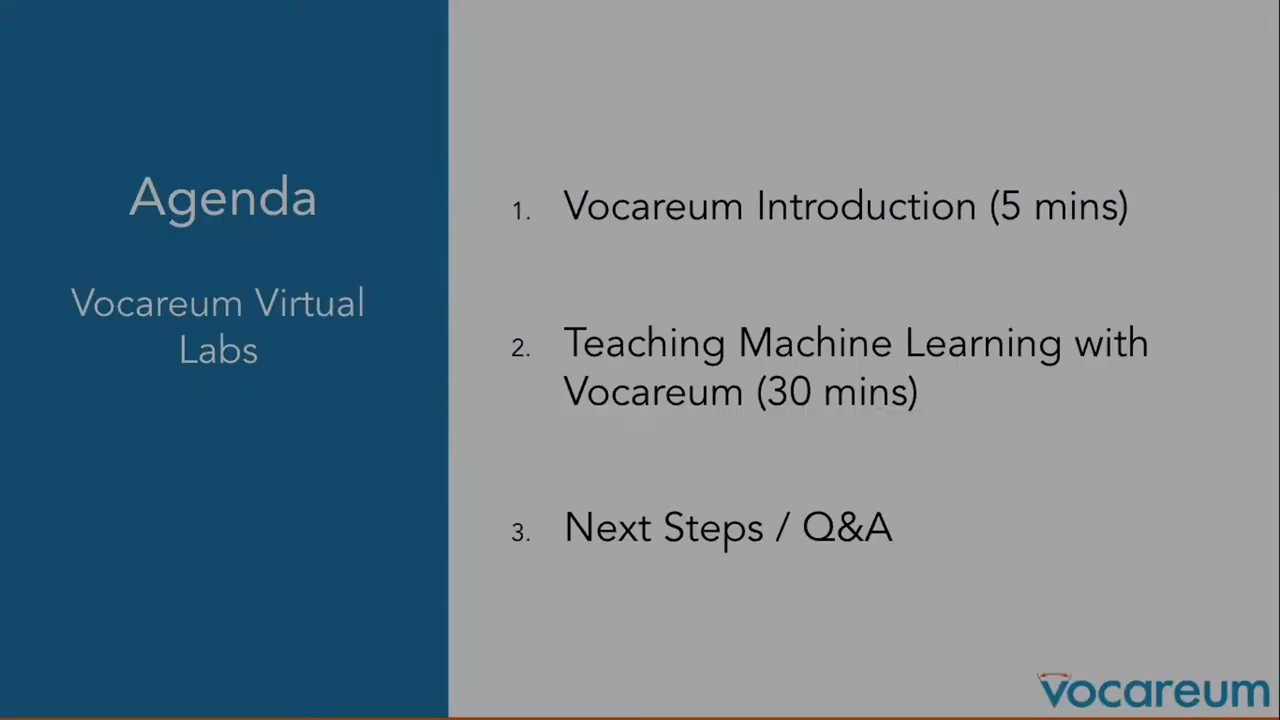 Agenda
Vocareum Virtual
Labs
1. Vocareum Introduction (5 mins)
2. Teaching Machine Learning with
Vocareum (30 mins)
3. Next Steps / Q&A
vocareum